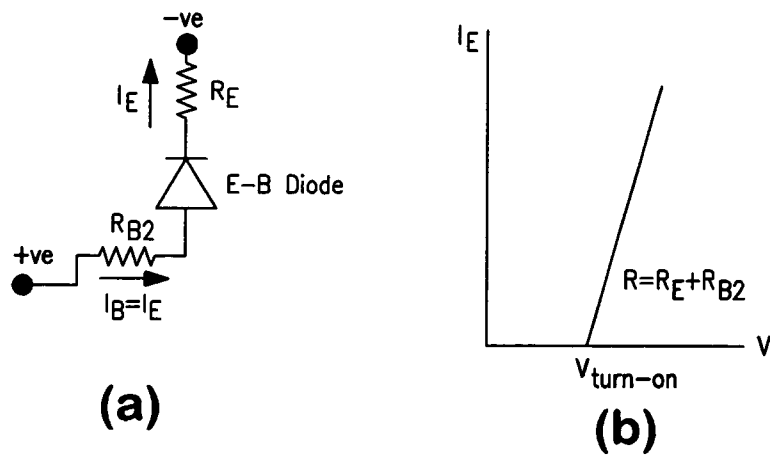 −ve
I_E
R_E
E−B Diode
R_B2
+ve
I_B=I_E
(a)
I_E
R=R_E+R_B2
V
V_turn−on
(b)